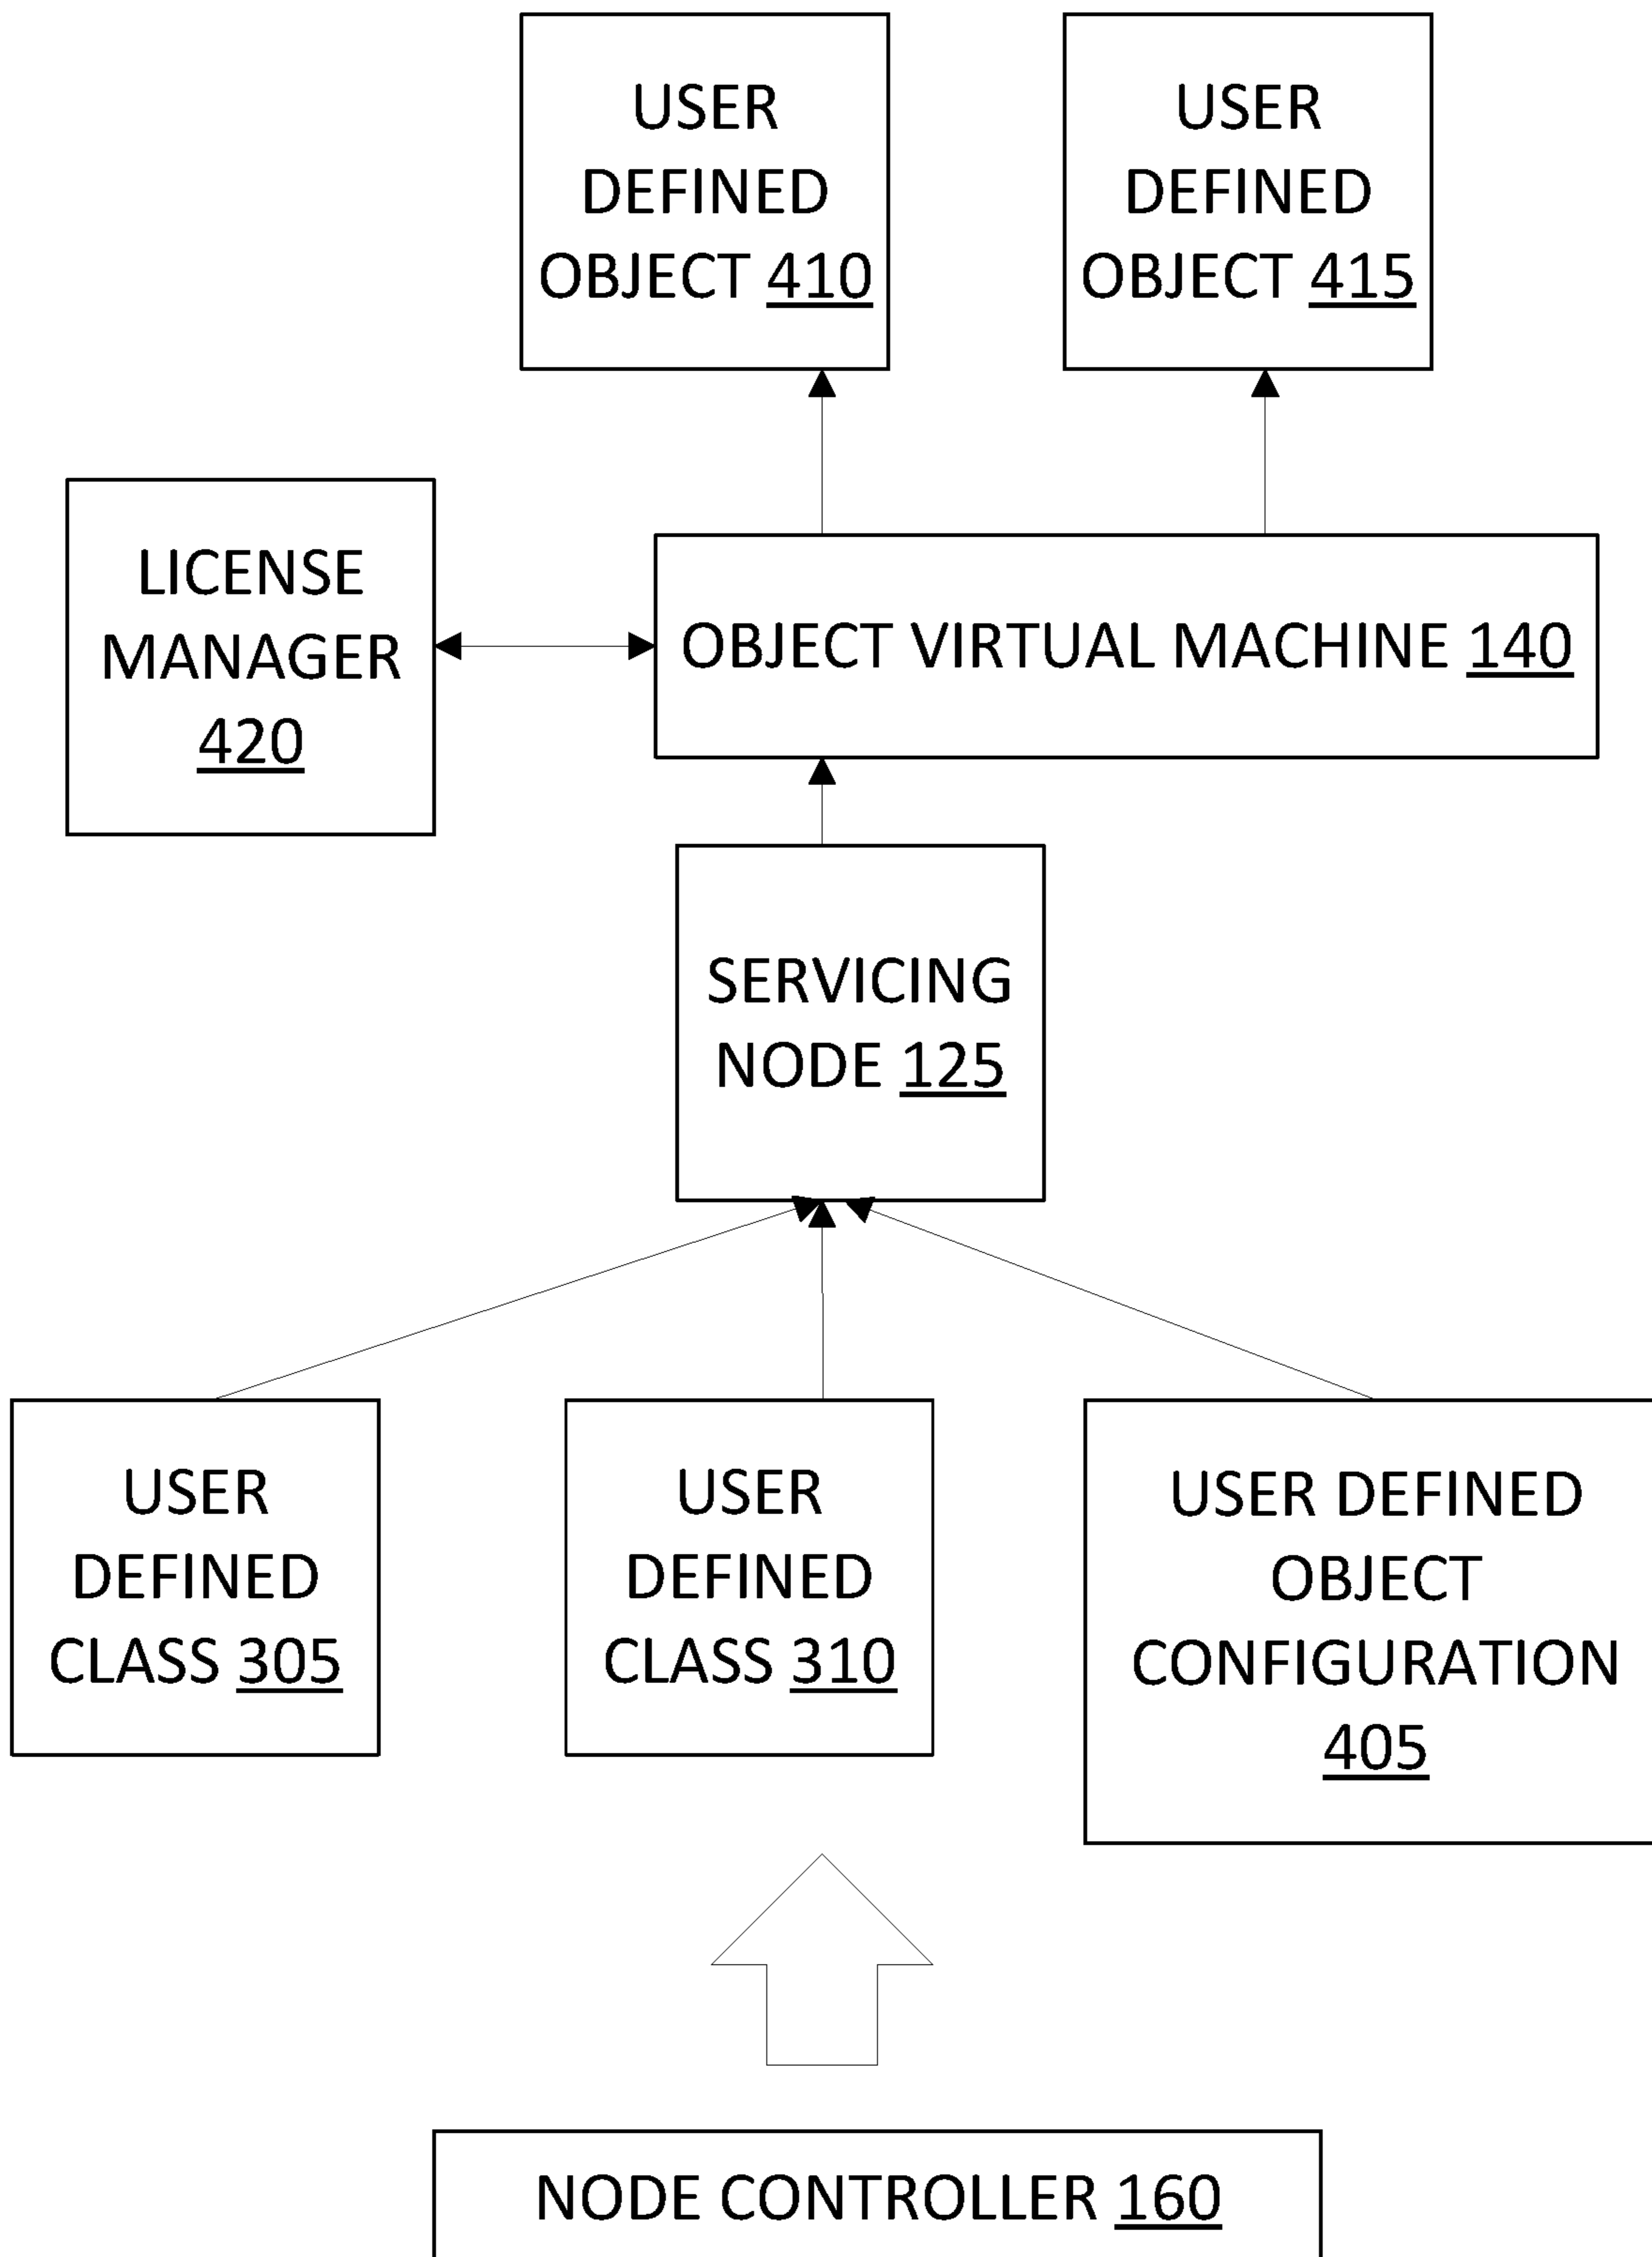 USER
DEFINED
OBJECT 410
USER
DEFINED
OBJECT 415
LICENSE
MANAGER
420
OBJECT VIRTUAL MACHINE 140
SERVICING
NODE 125
USER
DEFINED
CLASS 305
USER
DEFINED
CLASS 310
USER DEFINED
OBJECT
CONFIGURATION
405
NODE CONTROLLER 160